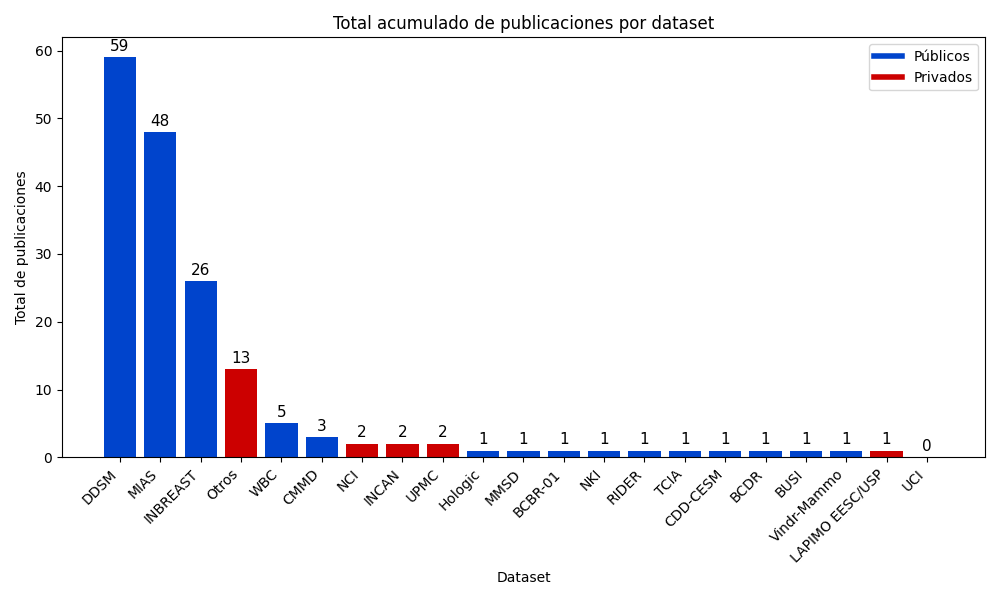 Total acumulado de publicaciones por dataset
Total de publicaciones
60
50
40
30
20
10
0
59
48
26
13
5
3
2
2
2
1
1
1
1
1
1
1
1
1
1
1
0
Públicos
Privados
DDSM
MIAS
INBREAST
Otros
WBC
CMMD
NCI
INCAN
UPMC
Hologic
MMSD
BCBR-01
NKI
RIDER
TCIA
CDD-CESM
BCDR
BUSI
Vindr-Mammo
LAPIMO EESC/USP
UCI
Dataset